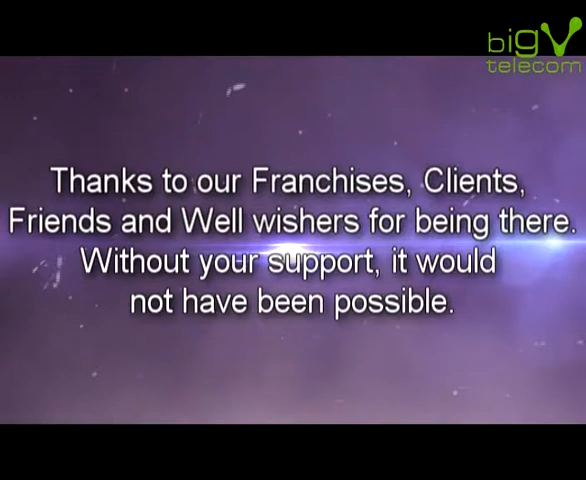 bigV
telecom
Thanks to our Franchises, Clients,
Friends and Well wishers for being there.
Without your support, it would
not have been possible.